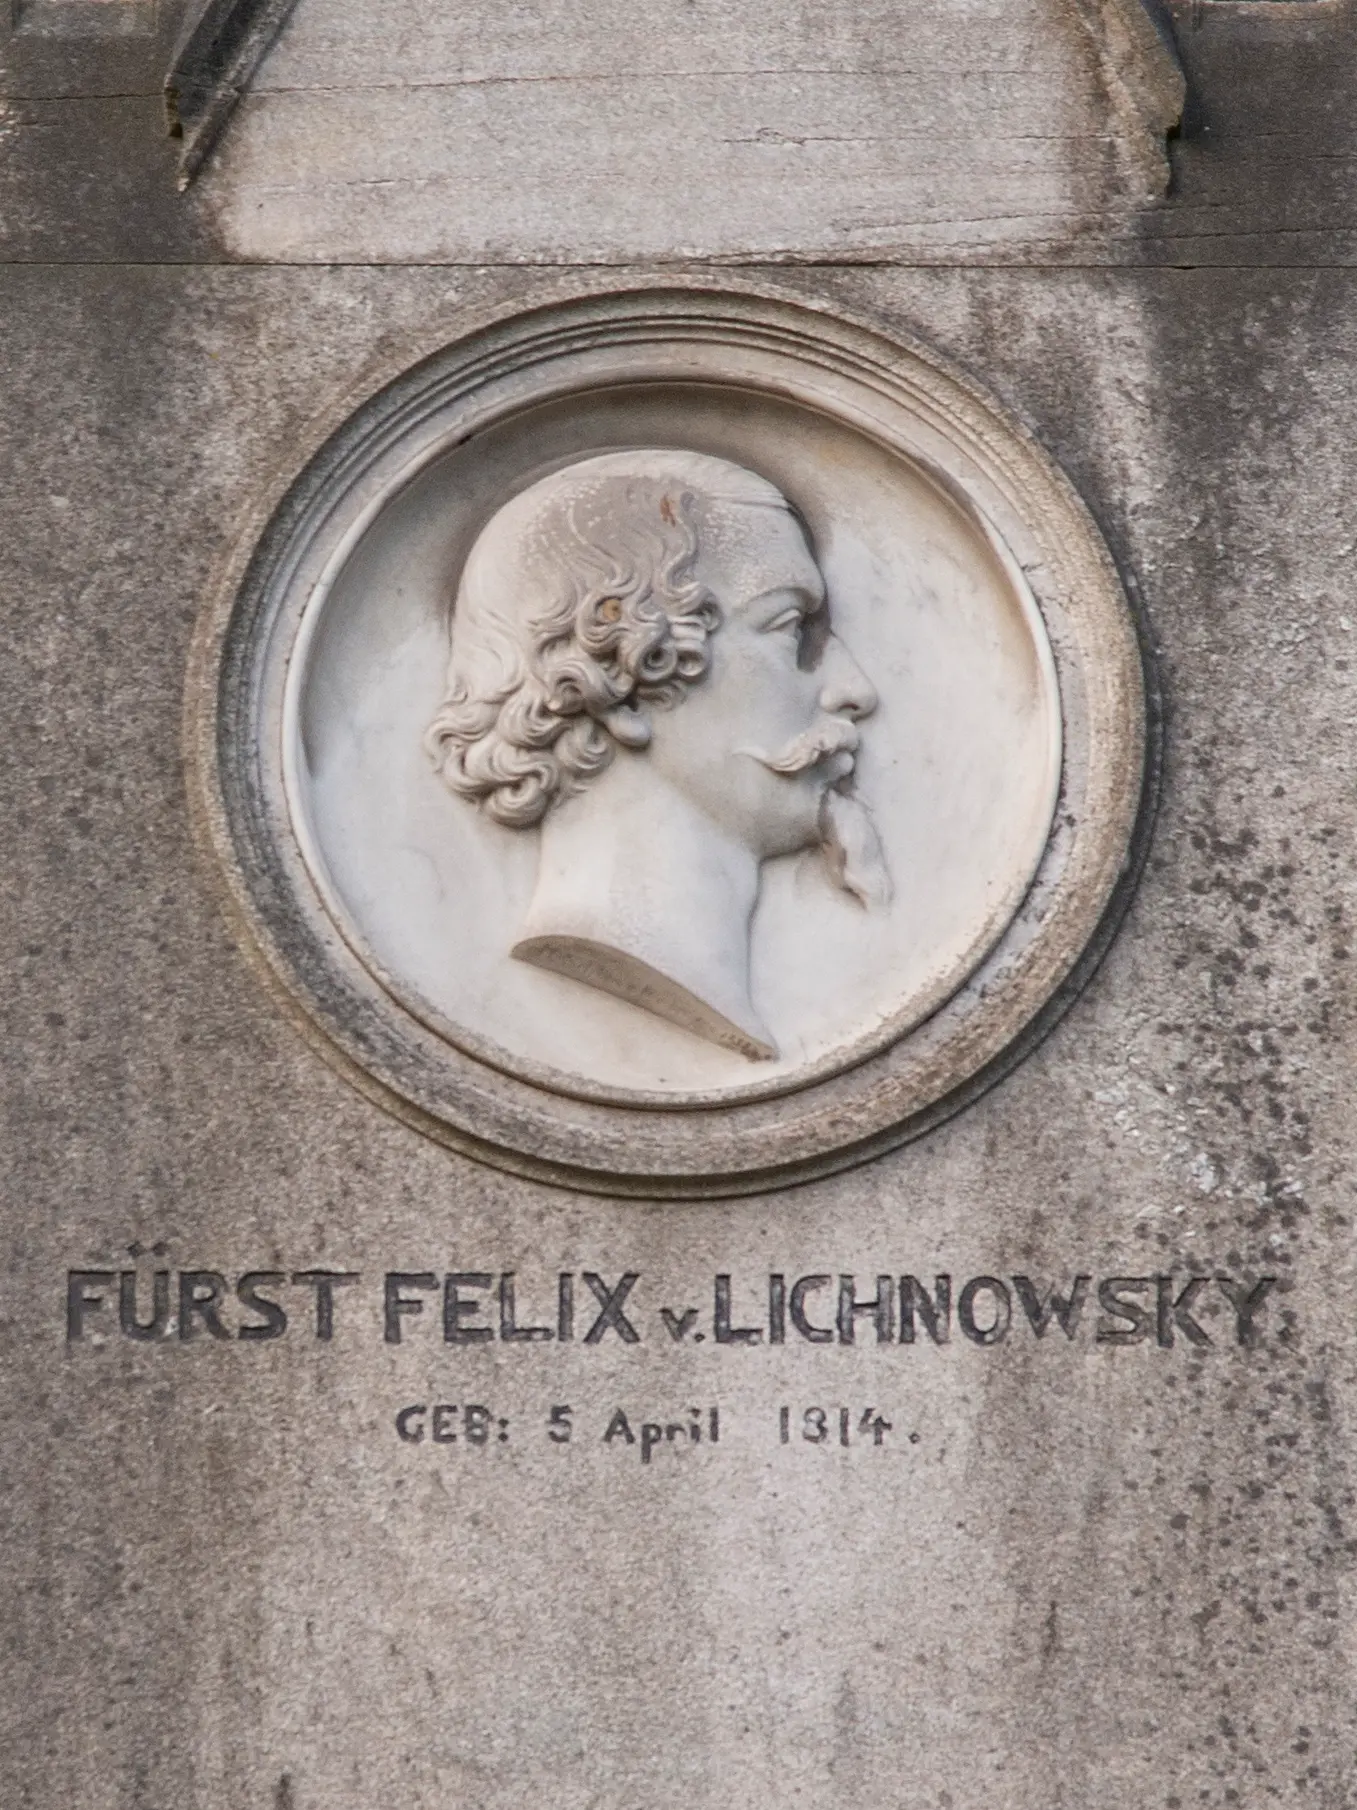 FÜRST FELIX v. LICHNOWSKY
GEB: 5 April 1814.